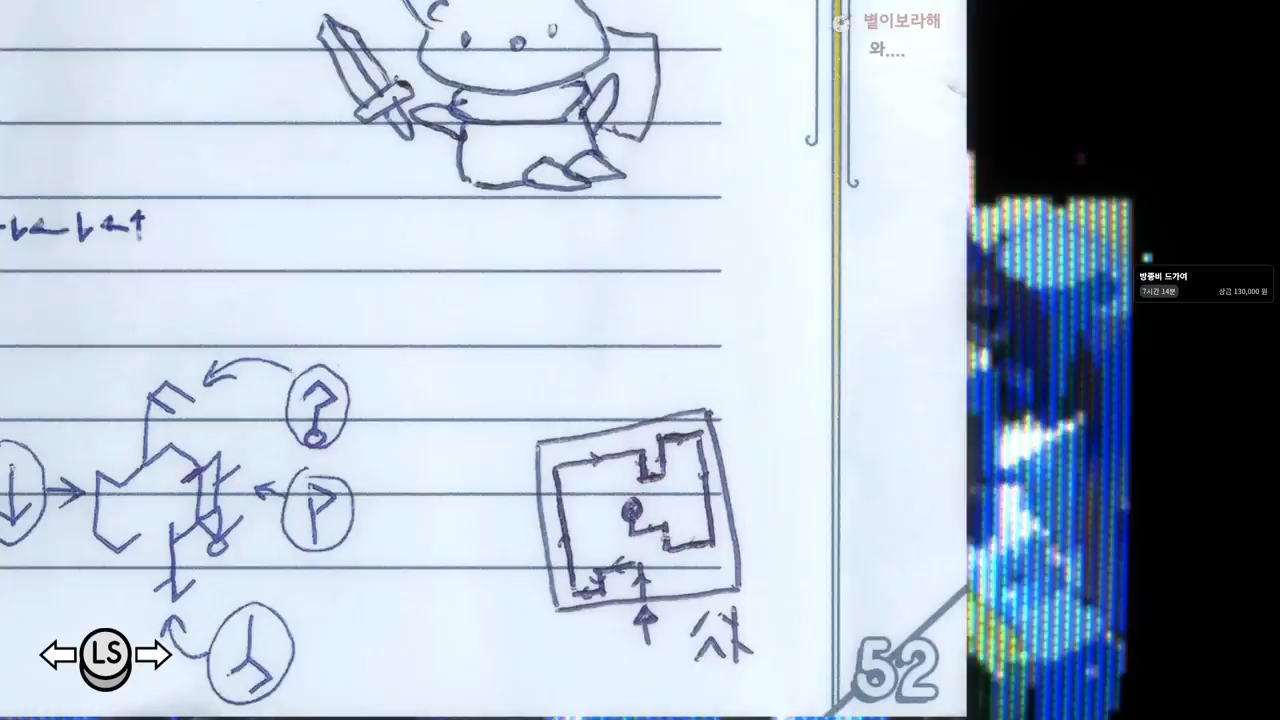 별이보라해
와....
방종비 드가여
7시간 14분
상금 130,000 원
←↓←↑
?
↓
P
LS
52